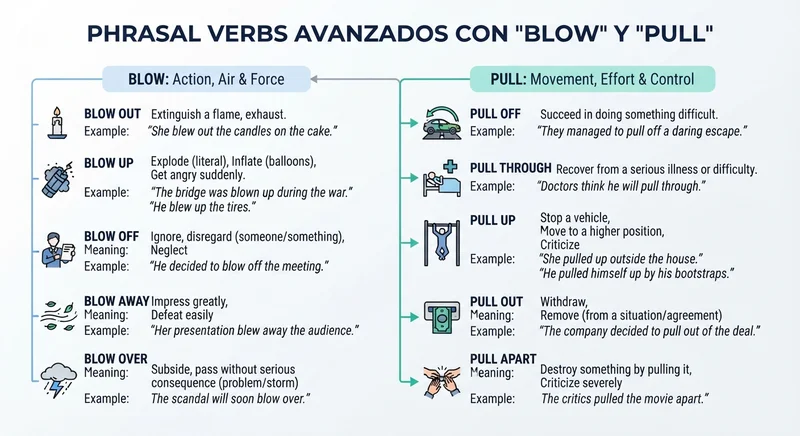 PHRASAL VERBS AVANZADOS CON "BLOW" Y "PULL"
BLOW: Action, Air & Force
BLOW OUT Extinguish a flame, exhaust.
Example: "She blew out the candles on the cake."
BLOW UP Explode (literal), Inflate (balloons),
Get angry suddenly.
Example: "The bridge was blown up during the war."
"He blew up the tires."
BLOW OFF Ignore, disregard (someone/something),
Meaning: Neglect
Example: "He decided to blow off the meeting."
BLOW AWAY Impress greatly,
Meaning: Defeat easily
Example: "Her presentation blew away the audience."
BLOW OVER
Meaning: Subside, pass without serious
consequence (problem/storm)
Example: "The scandal will soon blow over."
PULL: Movement, Effort & Control
PULL OFF Succeed in doing something difficult.
Example: "They managed to pull off a daring escape."
PULL THROUGH Recover from a serious illness or difficulty.
Example: "Doctors think he will pull through."
PULL UP Stop a vehicle,
Move to a higher position,
Criticize
Example: "She pulled up outside the house."
"He pulled himself up by his bootstraps."
PULL OUT Withdraw,
Meaning: Remove (from a situation/agreement)
Example: "The company decided to pull out of the deal."
PULL APART
Meaning: Destroy something by pulling it,
Criticize severely
Example: "The critics pulled the movie apart."